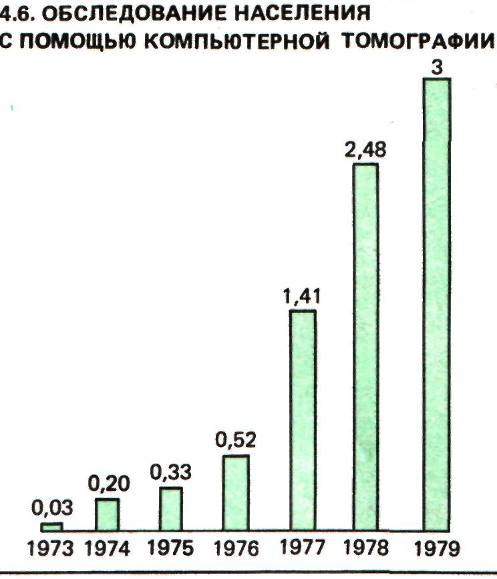 4.6. ОБСЛЕДОВАНИЕ НАСЕЛЕНИЯ
С ПОМОЩЬЮ КОМПЬЮТЕРНОЙ ТОМОГРАФИИ
3
2,48
1,41
0,52
0,33
0,20
0,03
1973 1974 1975 1976 1977 1978 1979